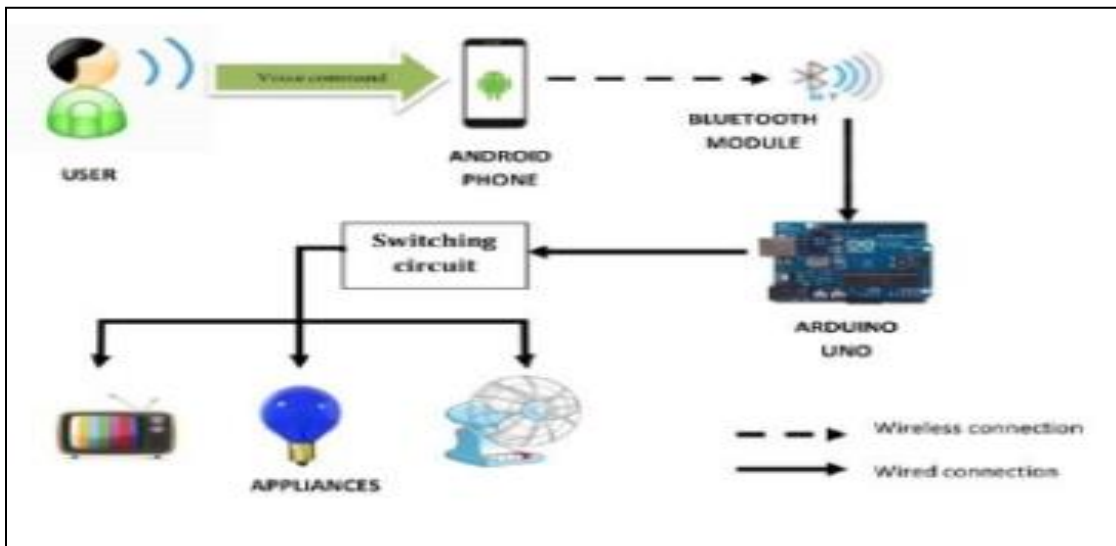 Voice command
USER
ANDROID
PHONE
BLUETOOTH
MODULE
Switching
circuit
ARDUINO
UNO
APPLIANCES
Wireless connection
Wired connection